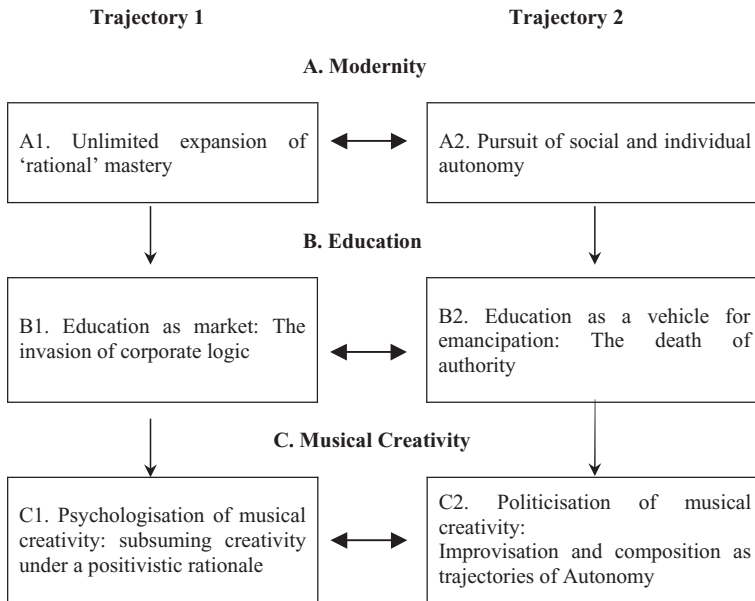 Trajectory 1
Trajectory 2
A. Modernity
A1. Unlimited expansion of
‘rational’ mastery
A2. Pursuit of social and individual
autonomy
B. Education
B1. Education as market: The
invasion of corporate logic
B2. Education as a vehicle for
emancipation: The death of
authority
C. Musical Creativity
C1. Psychologisation of musical
creativity: subsuming creativity
under a positivistic rationale
C2. Politicisation of musical
creativity:
Improvisation and composition as
trajectories of Autonomy